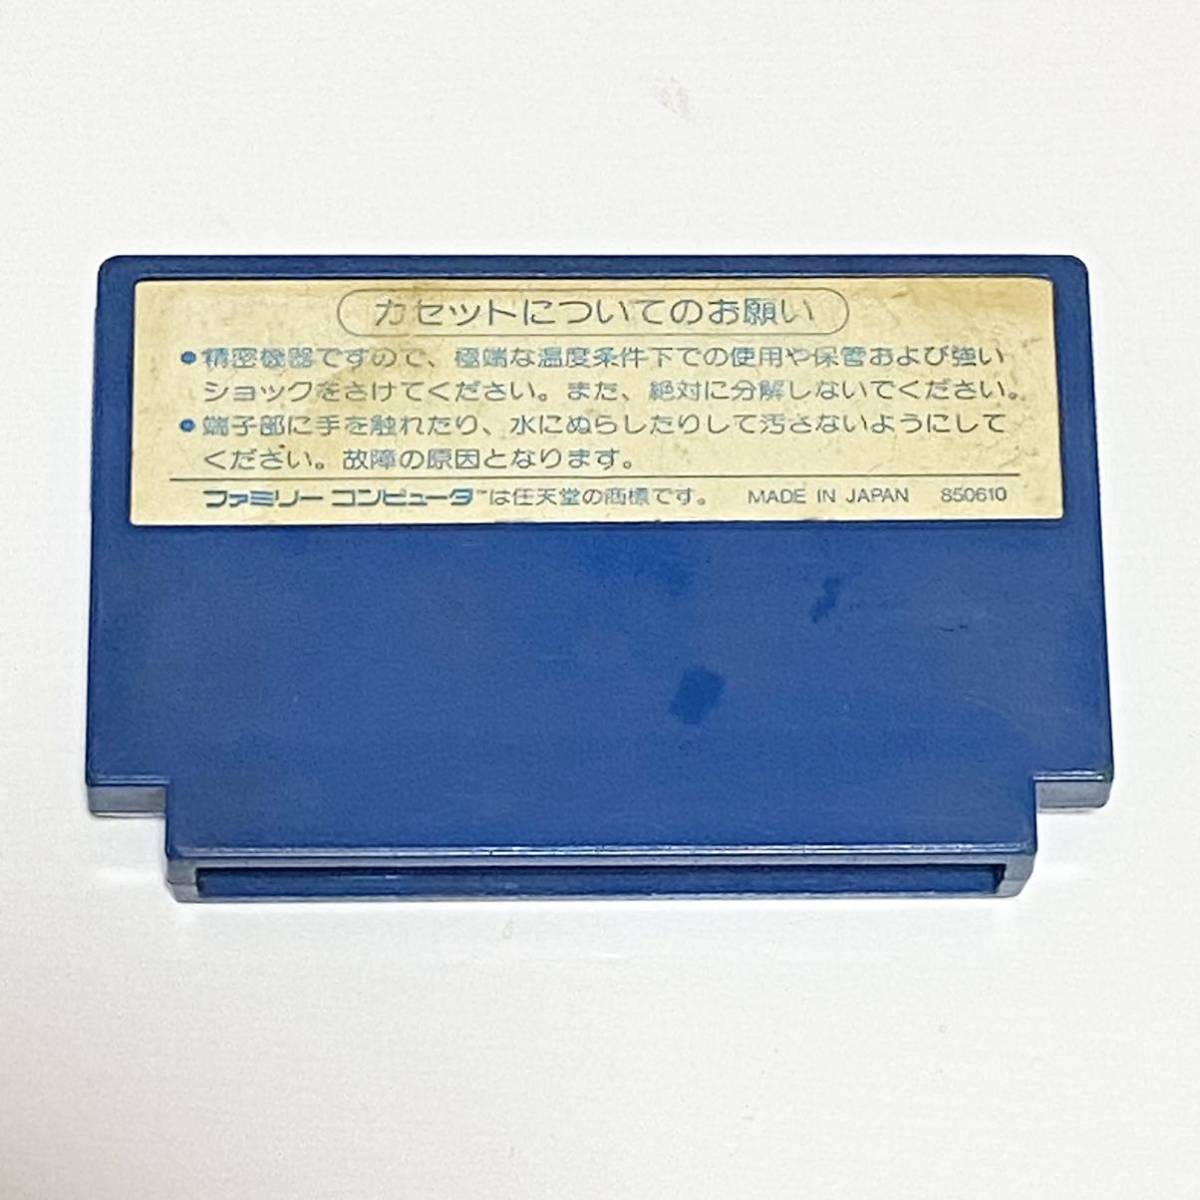 カセットについてのお願い
●精密機器ですので、極端な温度条件下での使用や保管および強い
ショックをさけてください。また、絶対に分解しないでください。
●端子部に手を触れたり、水にぬらしたりして汚さないようにして
ください。故障の原因となります。
ファミリー コンピュータ™は任天堂の商標です。 MADE IN JAPAN 850610